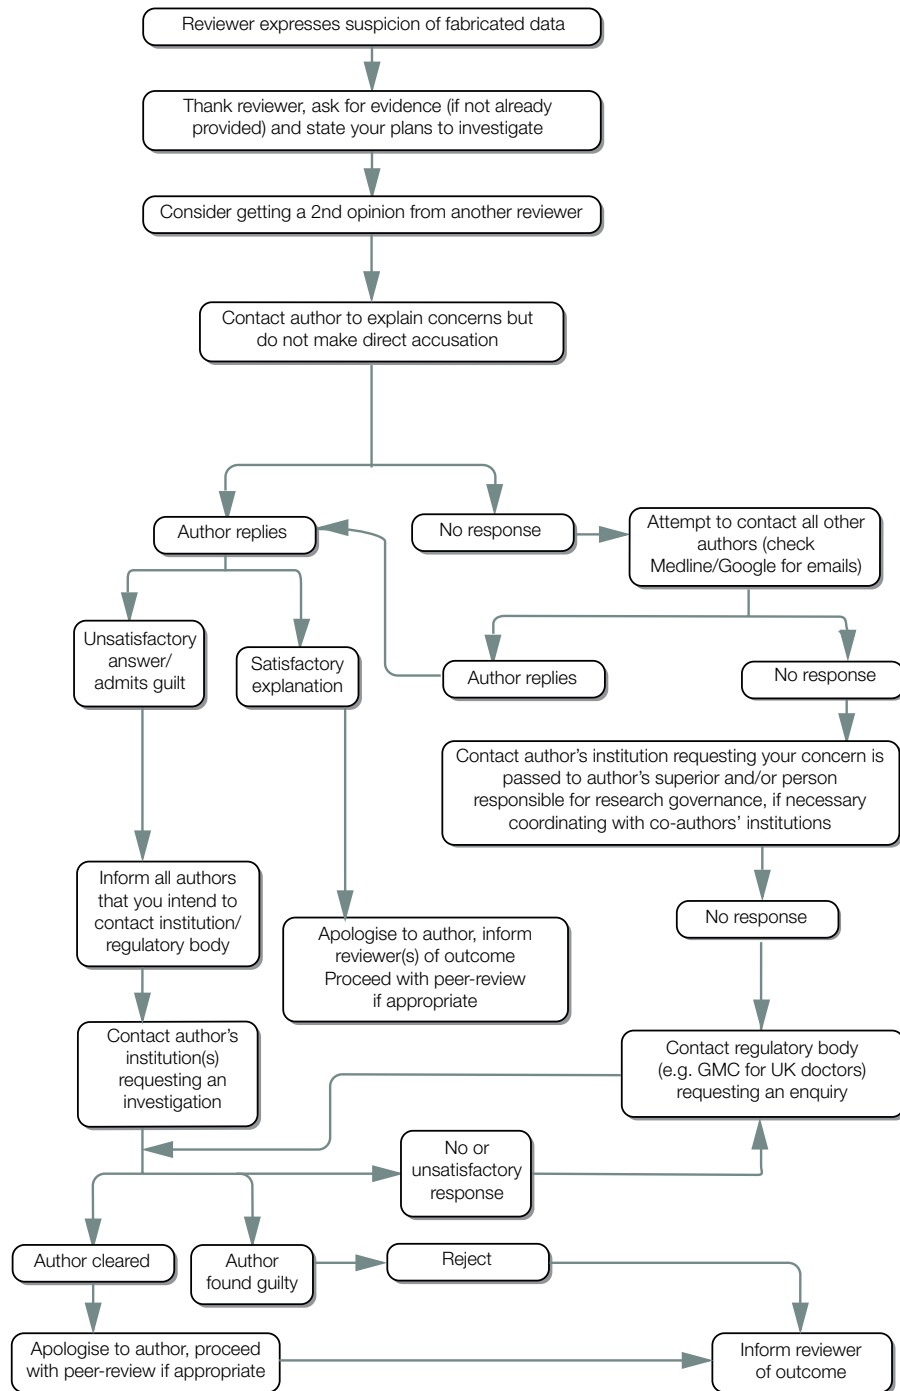 Reviewer expresses suspicion of fabricated data
Thank reviewer, ask for evidence (if not already
provided) and state your plans to investigate
Consider getting a 2nd opinion from another reviewer
Contact author to explain concerns but
do not make direct accusation
Author replies
No response
Attempt to contact all other
authors (check
Medline/Google for emails)
Unsatisfactory
answer/
admits guilt
Satisfactory
explanation
Author replies
No response
Contact author’s institution requesting your concern is
passed to author’s superior and/or person
responsible for research governance, if necessary
coordinating with co-authors’ institutions
Inform all authors
that you intend to
contact institution/
regulatory body
Apologise to author, inform
reviewer(s) of outcome
Proceed with peer-review
if appropriate
No response
Contact author’s
institution(s)
requesting an
investigation
Contact regulatory body
(e.g. GMC for UK doctors)
requesting an enquiry
No or
unsatisfactory
response
Author cleared
Author
found guilty
Reject
Apologise to author, proceed
with peer-review if appropriate
Inform reviewer
of outcome